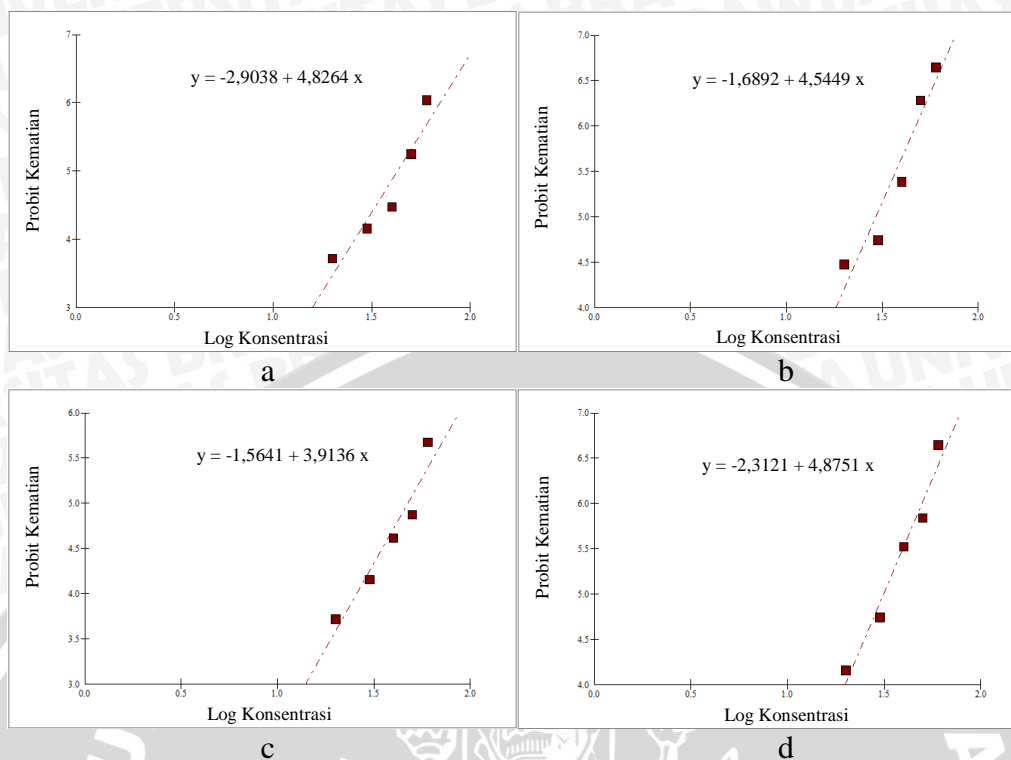 7
6
5
4
3
0.0 0.5 1.0 1.5 2.0
Probit Kematian
y = -2,9038 + 4,8264 x
Log Konsentrasi
a
7.0
6.5
6.0
5.5
5.0
4.5
4.0
0.0 0.5 1.0 1.5 2.0
Probit Kematian
y = -1,6892 + 4,5449 x
Log Konsentrasi
b
6.0
5.5
5.0
4.5
4.0
3.5
3.0
0.0 0.5 1.0 1.5 2.0
Probit Kematian
y = -1,5641 + 3,9136 x
Log Konsentrasi
c
7.0
6.5
6.0
5.5
5.0
4.5
4.0
0.0 0.5 1.0 1.5 2.0
Probit Kematian
y = -2,3121 + 4,8751 x
Log Konsentrasi
d